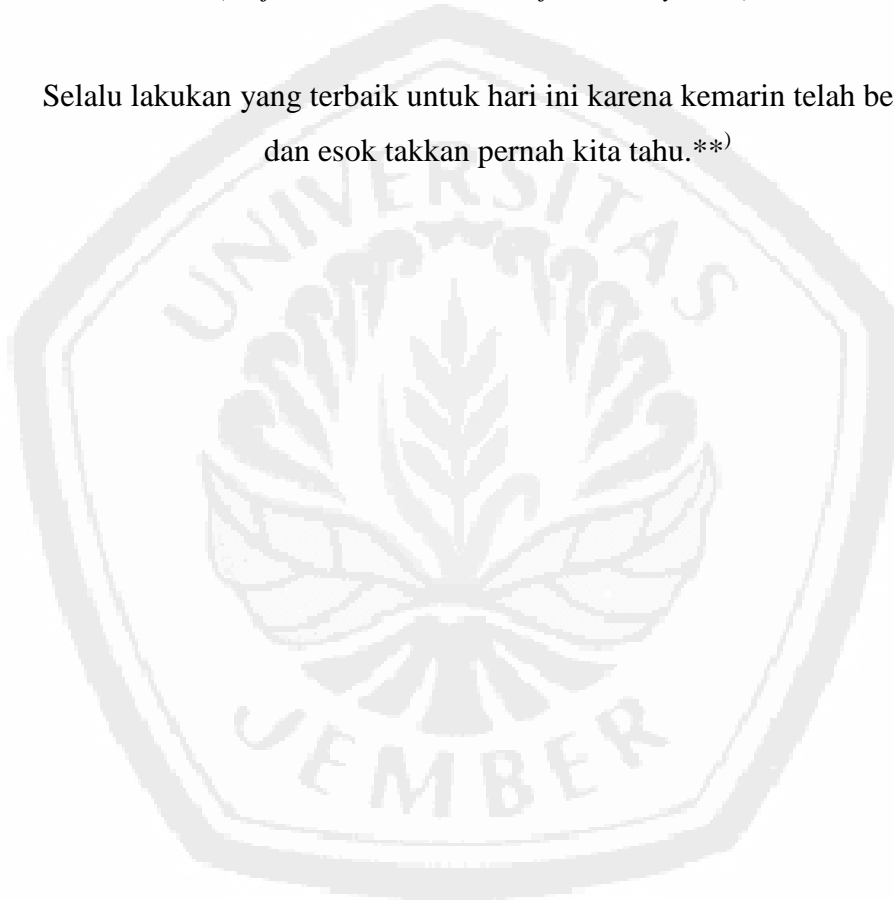 Selalu lakukan yang terbaik untuk hari ini karena kemarin telah be
dan esok takkan pernah kita tahu.**)
UNIVERSITAS
JEMBER